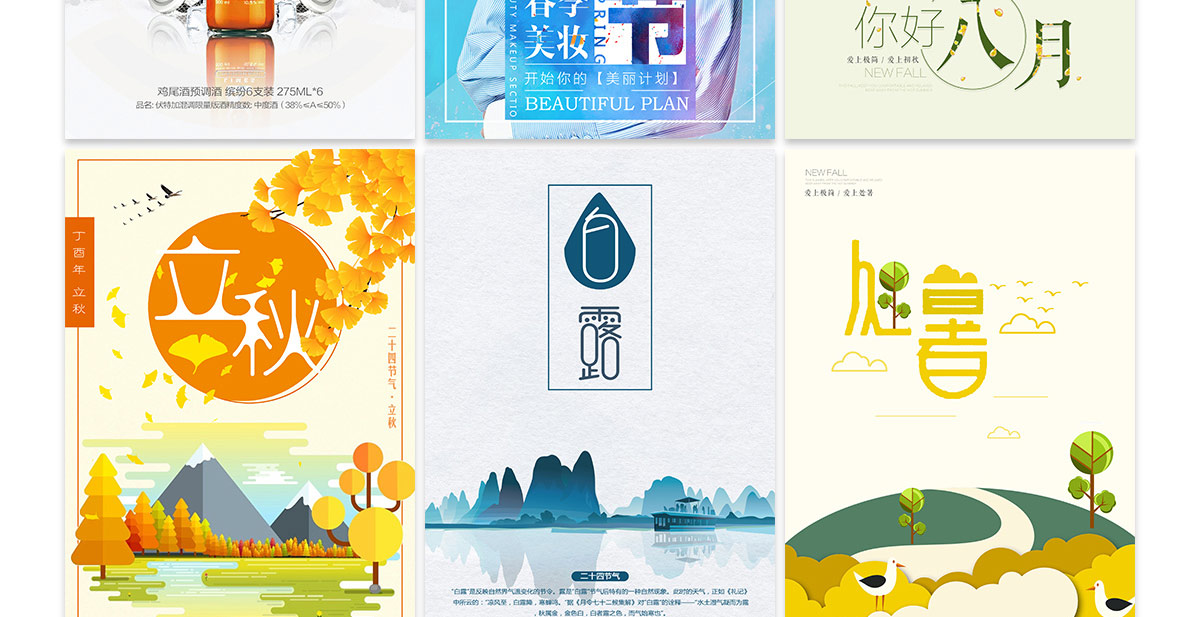 鸡尾酒预调酒 缤纷6支装 275ML*6
品名: 伏特加混调限量版酒精度数: 中度酒（38%≤A≤50%）
春季
美妆
节
SPRING
UTY MAKEUP SECTIO
开始你的【美丽计划】
BEAUTIFUL PLAN
你好八月
爱上极简 / 爱上初秋
NEW FALL
丁酉年 立秋
立秋
二十四节气·立秋
白露
二十四节气
"白露"是反映自然界气温变化的节令。露是"白露"节气后特有的一种自然现象。此时的天气，正如《礼记》
中所云的："凉风至，白露降，寒蝉鸣。"据《月令七十二候集解》对"白露"的诠释——"水土湿气凝而为露
，秋属金，金色白，白者露之色，而气始寒也"。
NEW FALL
爱上极简 / 爱上处暑
处暑